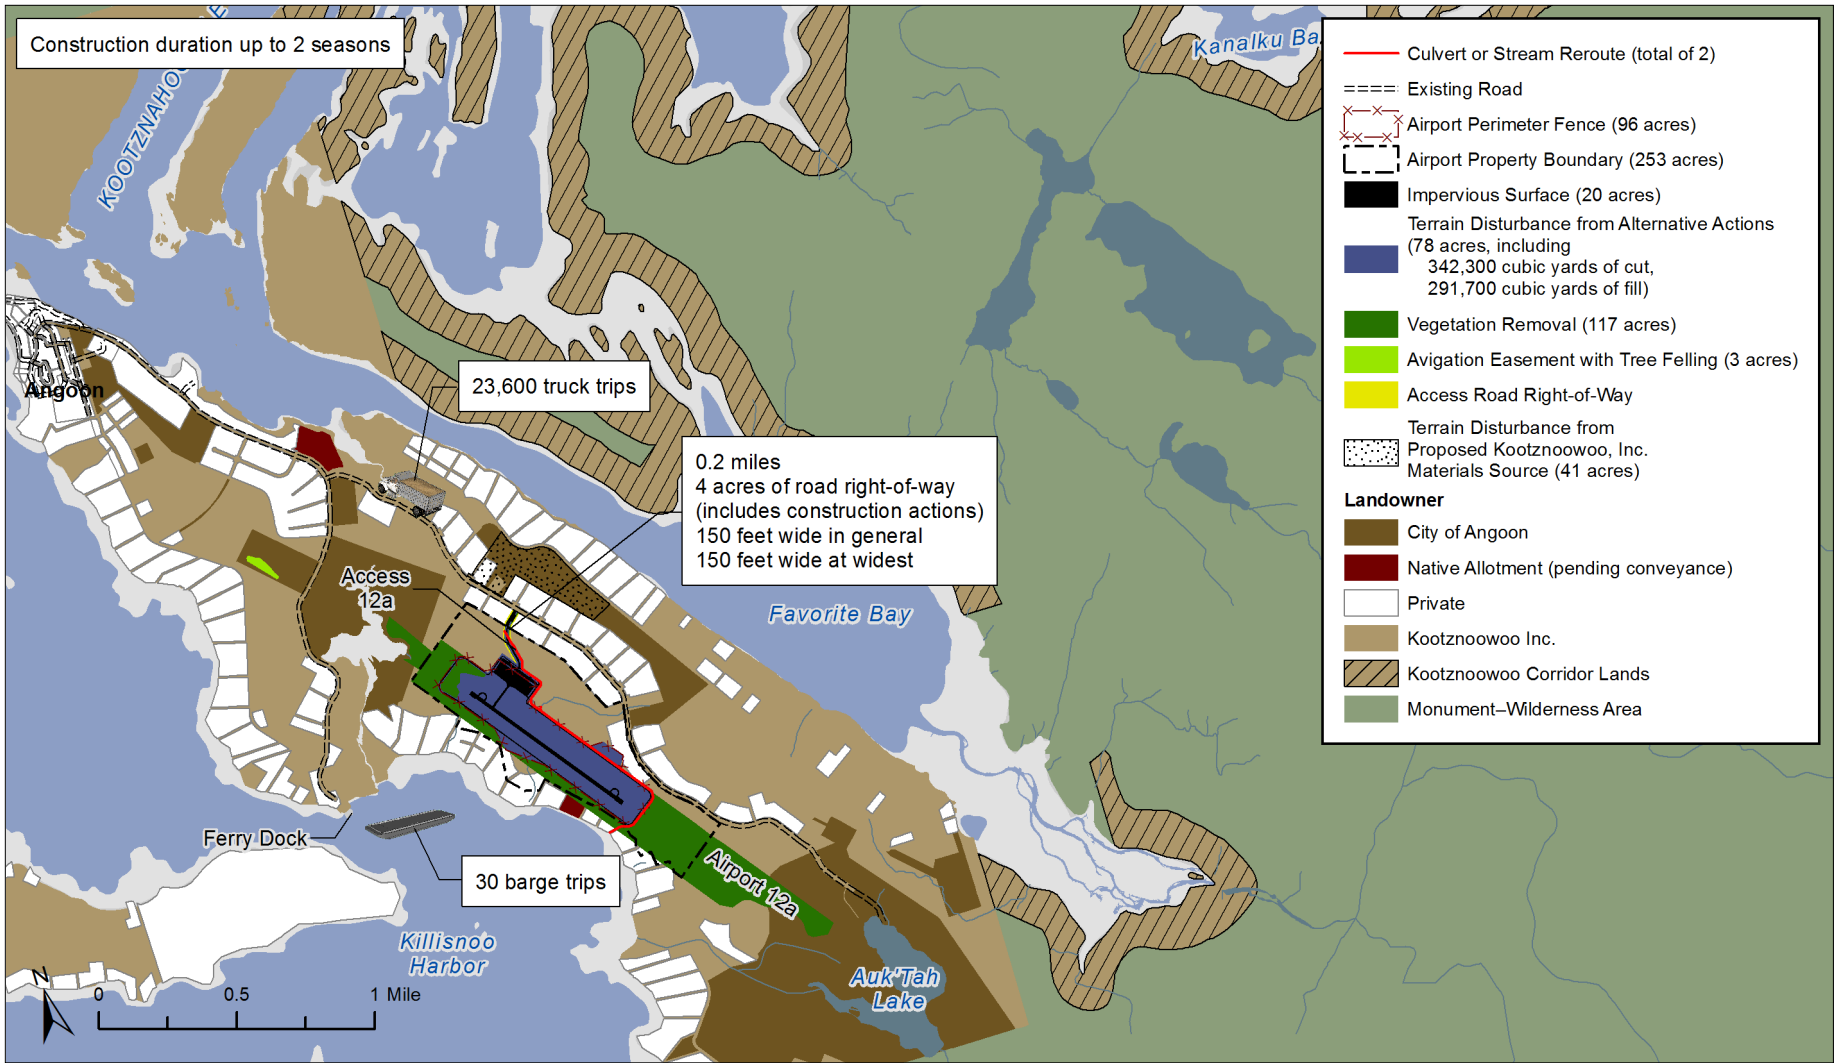 Construction duration up to 2 seasons
KOOTZNAHOO
Kanalku Ba
Culvert or Stream Reroute (total of 2)
Existing Road
Airport Perimeter Fence (96 acres)
Airport Property Boundary (253 acres)
Impervious Surface (20 acres)
Terrain Disturbance from Alternative Actions
(78 acres, including
342,300 cubic yards of cut,
291,700 cubic yards of fill)
Vegetation Removal (117 acres)
Avigation Easement with Tree Felling (3 acres)
Access Road Right-of-Way
Terrain Disturbance from
Proposed Kootznoowoo, Inc.
Materials Source (41 acres)
Landowner
City of Angoon
Native Allotment (pending conveyance)
Private
Kootznoowoo Inc.
Kootznoowoo Corridor Lands
Monument–Wilderness Area
Angoon
23,600 truck trips
0.2 miles
4 acres of road right-of-way
(includes construction actions)
150 feet wide in general
150 feet wide at widest
Access
12a
Favorite Bay
Ferry Dock
30 barge trips
Airport 12a
Killisnoo
Harbor
Auk'Tah
Lake
N
0 0.5 1 Mile